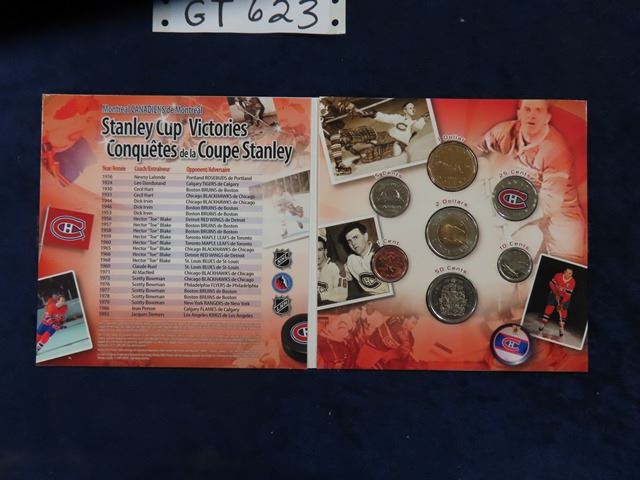 GT 623
Montréal CANADIENS de Montréal
Stanley Cup Victories
Conquêtes de la Coupe Stanley
Year/Année Coach/Entraîneur Opponent/Adversaire
1916 Newsy Lalonde Portland ROSEBUDS de Portland
1924 Leo Dandurand Calgary TIGERS de Calgary
1930 Cecil Hart Boston BRUINS de Boston
1931 Cecil Hart Chicago BLACKHAWKS de Chicago
1944 Dick Irvin Chicago BLACKHAWKS de Chicago
1946 Dick Irvin Boston BRUINS de Boston
1953 Dick Irvin Boston BRUINS de Boston
1956 Hector "Toe" Blake Detroit RED WINGS de Detroit
1957 Hector "Toe" Blake Boston BRUINS de Boston
1958 Hector "Toe" Blake Boston BRUINS de Boston
1959 Hector "Toe" Blake Toronto MAPLE LEAFS de Toronto
1960 Hector "Toe" Blake Toronto MAPLE LEAFS de Toronto
1965 Hector "Toe" Blake Chicago BLACKHAWKS de Chicago
1966 Hector "Toe" Blake Detroit RED WINGS de Detroit
1968 Hector "Toe" Blake St. Louis BLUES de St-Louis
1969 Claude Ruel St. Louis BLUES de St-Louis
1971 Al MacNeil Chicago BLACKHAWKS de Chicago
1973 Scotty Bowman Chicago BLACKHAWKS de Chicago
1976 Scotty Bowman Philadelphia FLYERS de Philadelphie
1977 Scotty Bowman Boston BRUINS de Boston
1978 Scotty Bowman Boston BRUINS de Boston
1979 Scotty Bowman New York RANGERS de New York
1986 Jean Perron Calgary FLAMES de Calgary
1993 Jacques Demers Los Angeles KINGS de Los Angeles
1 Dollar
5 Cents
25 Cents
2 Dollars
1 Cent
10 Cents
50 Cents